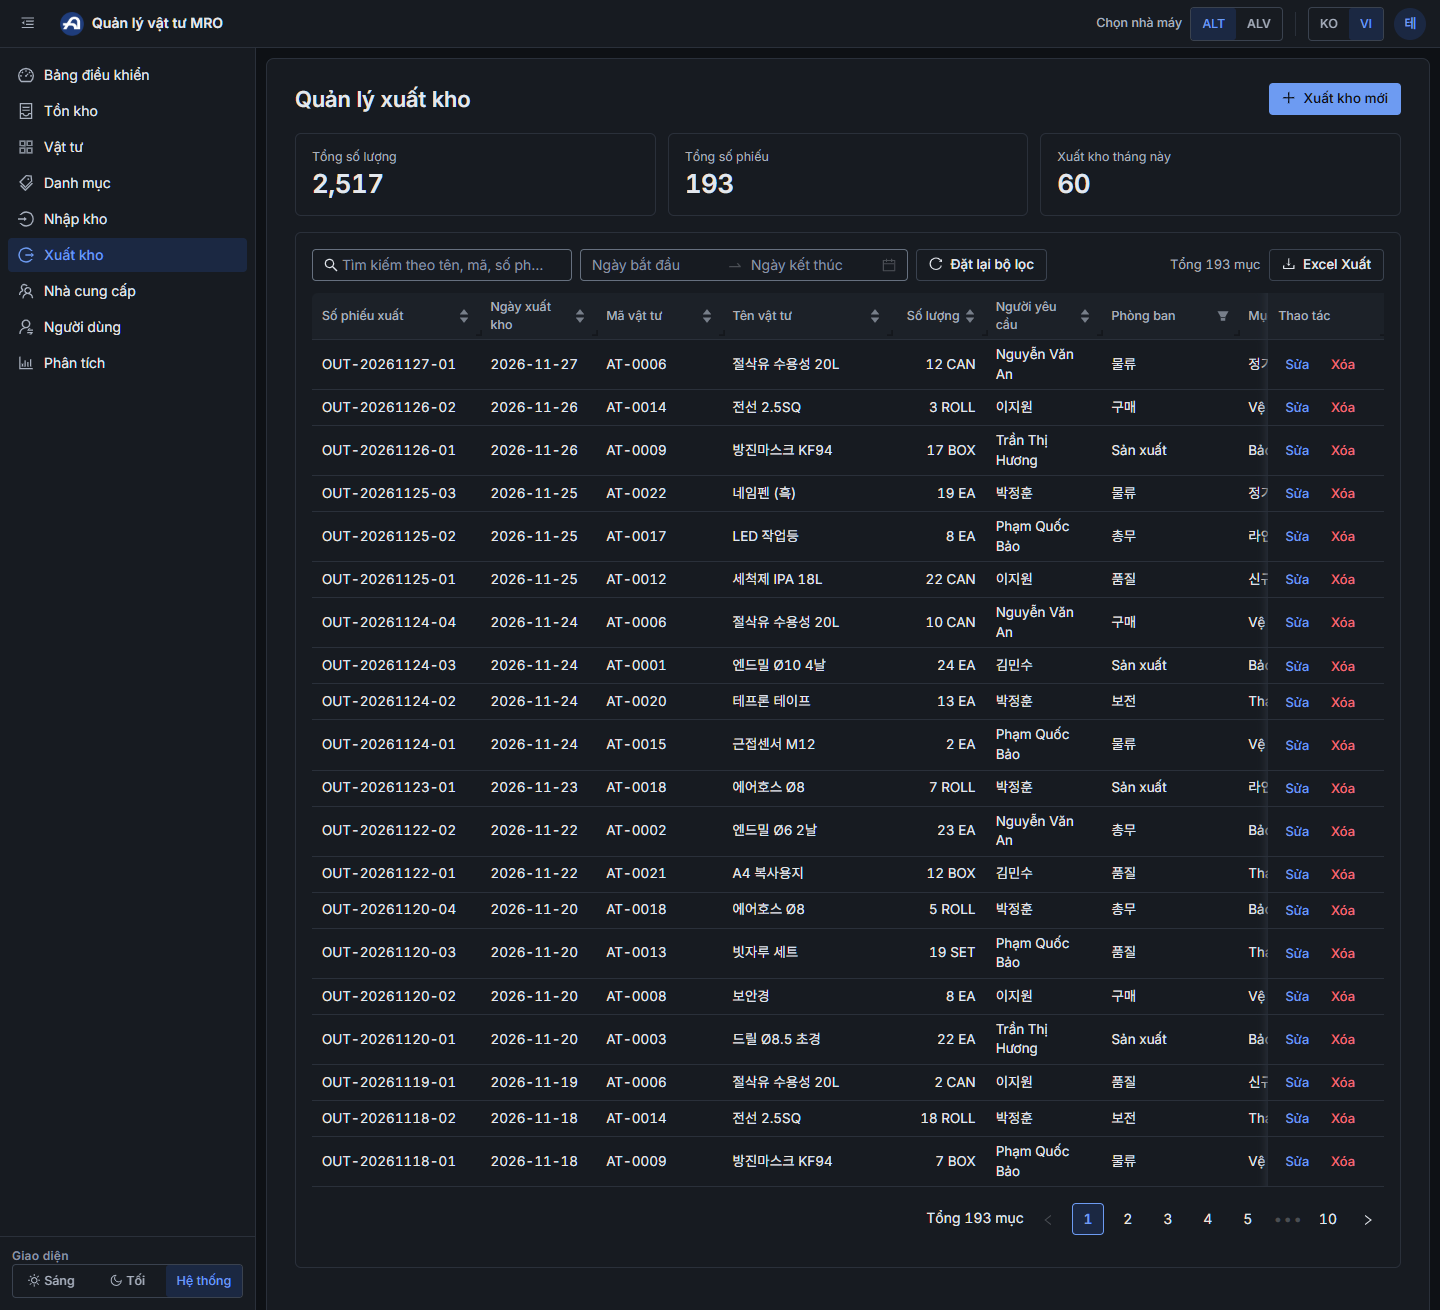 Quản lý vật tư MRO
Chọn nhà máy
ALT
ALV
KO
VI
테
Bảng điều khiển
Tồn kho
Vật tư
Danh mục
Nhập kho
Xuất kho
Nhà cung cấp
Người dùng
Phân tích
Giao diện
Sáng
Tối
Hệ thống
Quản lý xuất kho
Xuất kho mới
Tổng số lượng
2,517
Tổng số phiếu
193
Xuất kho tháng này
60
Tìm kiếm theo tên, mã, số ph...
Ngày bắt đầu
Ngày kết thúc
Đặt lại bộ lọc
Tổng 193 mục
Excel Xuất
Số phiếu xuất
Ngày xuất kho
Mã vật tư
Tên vật tư
Số lượng
Người yêu cầu
Phòng ban
Mụ
Thao tác
OUT-20261127-01 2026-11-27 AT-0006 절삭유 수용성 20L 12 CAN Nguyễn Văn An 물류 정기 Sửa Xóa
OUT-20261126-02 2026-11-26 AT-0014 전선 2.5SQ 3 ROLL 이지원 구매 Vệ Sửa Xóa
OUT-20261126-01 2026-11-26 AT-0009 방진마스크 KF94 17 BOX Trần Thị Hương Sản xuất Bảo Sửa Xóa
OUT-20261125-03 2026-11-25 AT-0022 네임펜 (흑) 19 EA 박정훈 물류 정기 Sửa Xóa
OUT-20261125-02 2026-11-25 AT-0017 LED 작업등 8 EA Phạm Quốc Bảo 총무 라인 Sửa Xóa
OUT-20261125-01 2026-11-25 AT-0012 세척제 IPA 18L 22 CAN 이지원 품질 신규 Sửa Xóa
OUT-20261124-04 2026-11-24 AT-0006 절삭유 수용성 20L 10 CAN Nguyễn Văn An 구매 Vệ Sửa Xóa
OUT-20261124-03 2026-11-24 AT-0001 엔드밀 Ø10 4날 24 EA 김민수 Sản xuất Bảo Sửa Xóa
OUT-20261124-02 2026-11-24 AT-0020 테프론 테이프 13 EA 박정훈 보전 Tha Sửa Xóa
OUT-20261124-01 2026-11-24 AT-0015 근접센서 M12 2 EA Phạm Quốc Bảo 물류 Vệ Sửa Xóa
OUT-20261123-01 2026-11-23 AT-0018 에어호스 Ø8 7 ROLL 박정훈 Sản xuất 라인 Sửa Xóa
OUT-20261122-02 2026-11-22 AT-0002 엔드밀 Ø6 2날 23 EA Nguyễn Văn An 총무 Bảo Sửa Xóa
OUT-20261122-01 2026-11-22 AT-0021 A4 복사용지 12 BOX 김민수 품질 Tha Sửa Xóa
OUT-20261120-04 2026-11-20 AT-0018 에어호스 Ø8 5 ROLL 박정훈 총무 Bảo Sửa Xóa
OUT-20261120-03 2026-11-20 AT-0013 빗자루 세트 19 SET Phạm Quốc Bảo 품질 Tha Sửa Xóa
OUT-20261120-02 2026-11-20 AT-0008 보안경 8 EA 이지원 구매 Vệ Sửa Xóa
OUT-20261120-01 2026-11-20 AT-0003 드릴 Ø8.5 초경 22 EA Trần Thị Hương Sản xuất Bảo Sửa Xóa
OUT-20261119-01 2026-11-19 AT-0006 절삭유 수용성 20L 2 CAN 이지원 품질 신규 Sửa Xóa
OUT-20261118-02 2026-11-18 AT-0014 전선 2.5SQ 18 ROLL 박정훈 보전 Tha Sửa Xóa
OUT-20261118-01 2026-11-18 AT-0009 방진마스크 KF94 7 BOX Phạm Quốc Bảo 물류 Vệ Sửa Xóa
Tổng 193 mục 1 2 3 4 5 ••• 10